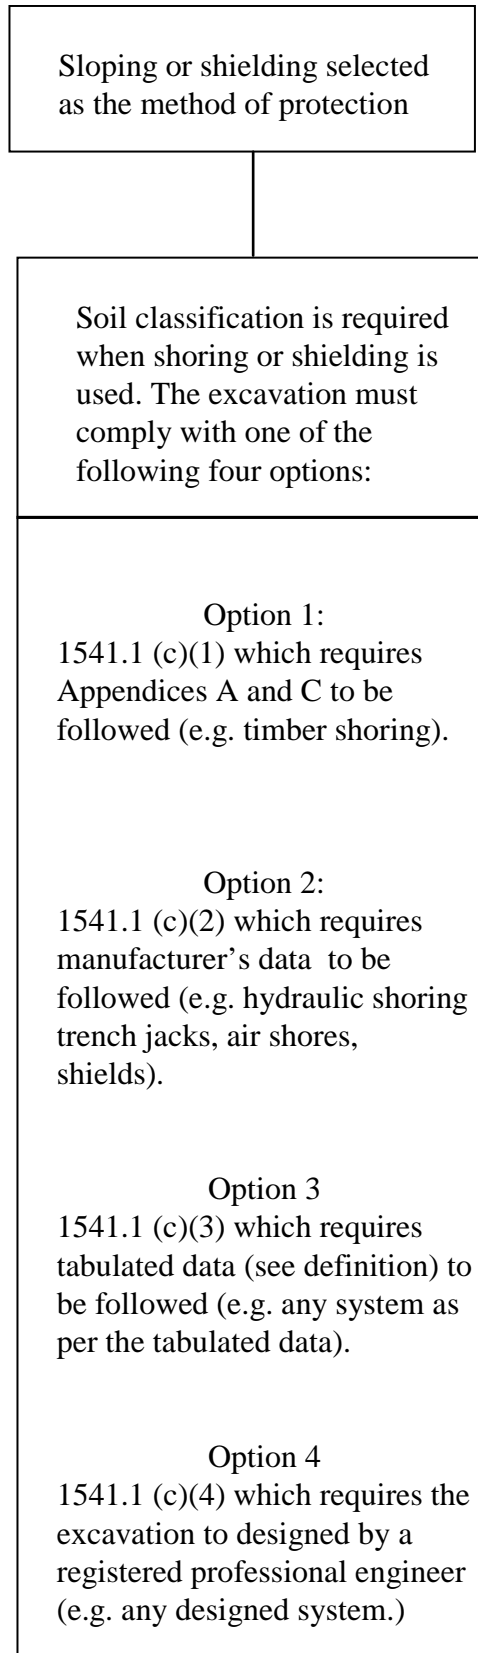 Sloping or shielding selected
as the method of protection
Soil classification is required
when shoring or shielding is
used. The excavation must
comply with one of the
following four options:
Option 1:
1541.1 (c)(1) which requires
Appendices A and C to be
followed (e.g. timber shoring).
Option 2:
1541.1 (c)(2) which requires
manufacturer’s data  to be
followed (e.g. hydraulic shoring
trench jacks, air shores,
shields).
Option 3
1541.1 (c)(3) which requires
tabulated data (see definition) to
be followed (e.g. any system as
per the tabulated data).
Option 4
1541.1 (c)(4) which requires the
excavation to designed by a
registered professional engineer
(e.g. any designed system.)